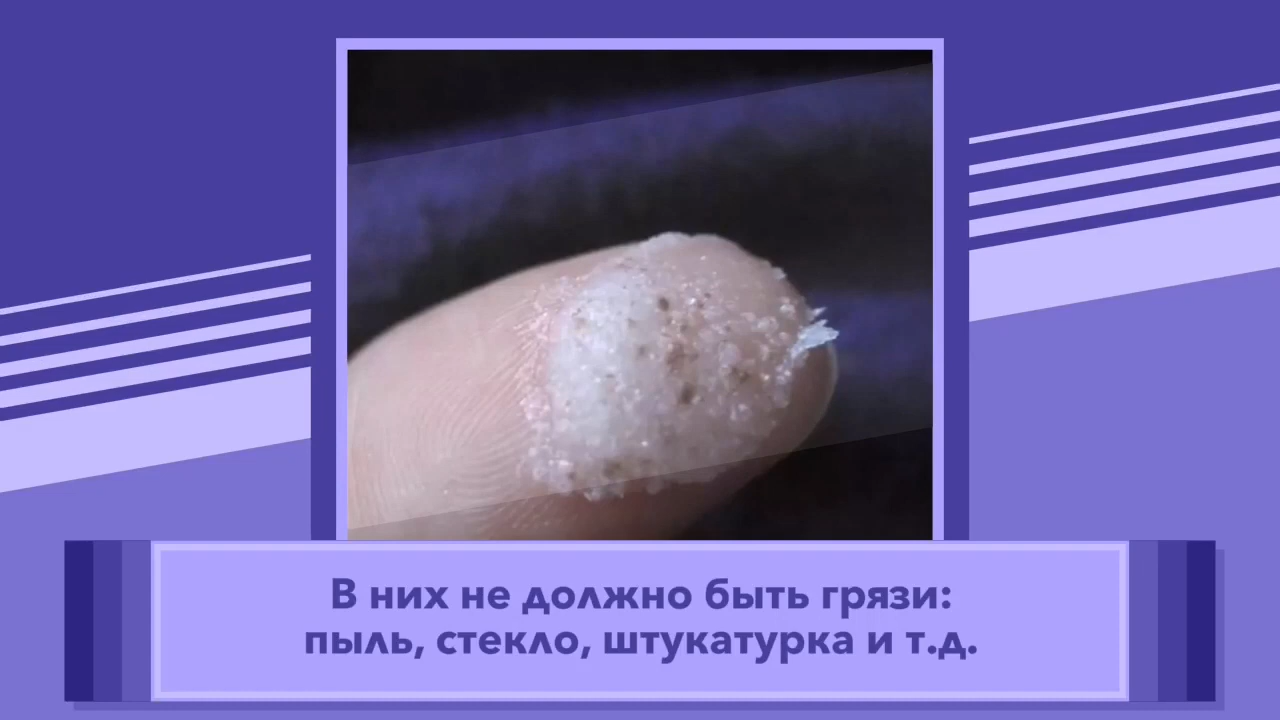 В них не должно быть грязи:
пыль, стекло, штукатурка и т.д.